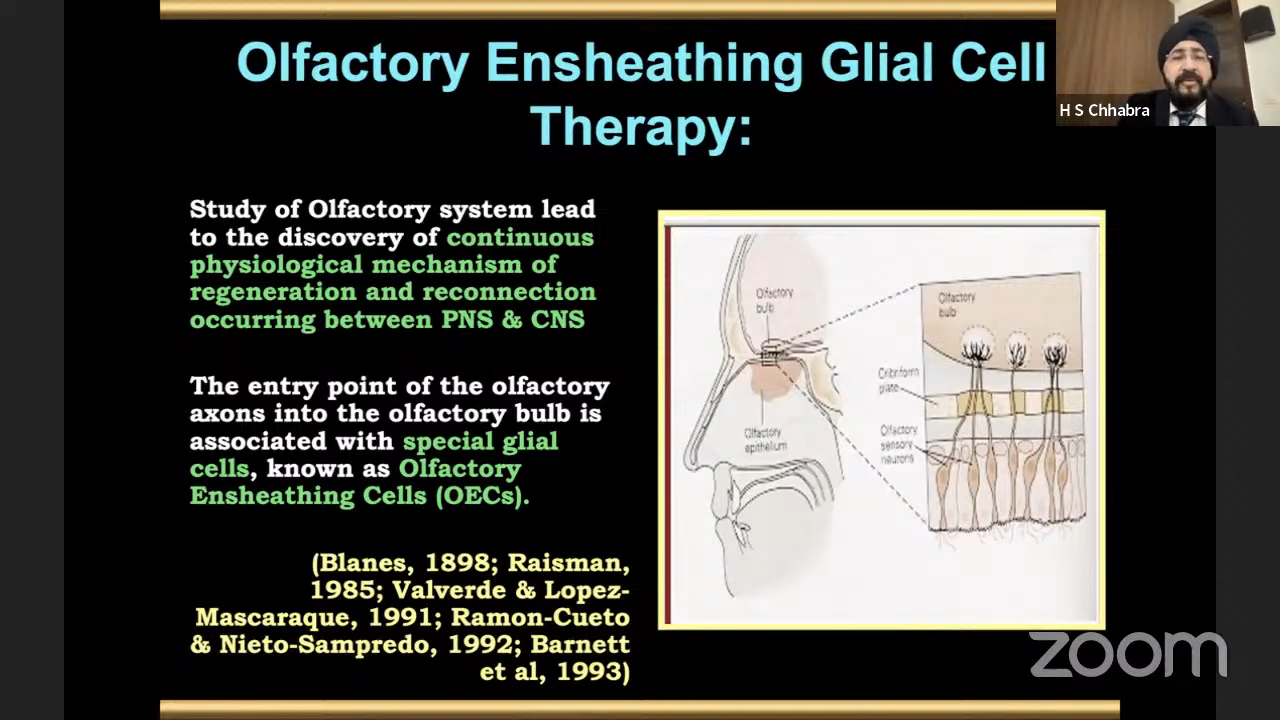 Olfactory Ensheathing Glial Cell
Therapy:
H S Chhabra
Study of Olfactory system lead
to the discovery of continuous
physiological mechanism of
regeneration and reconnection
occurring between PNS & CNS
The entry point of the olfactory
axons into the olfactory bulb is
associated with special glial
cells, known as Olfactory
Ensheathing Cells (OECs).
(Blanes, 1898; Raisman,
1985; Valverde & Lopez-
Mascaraque, 1991; Ramon-Cueto
& Nieto-Sampredo, 1992; Barnett
et al, 1993)
Olfactory
bulb
Olfactory
epithelium
Olfactory
bulb
Cribriform
plate
Olfactory
sensory
neurons
zoom